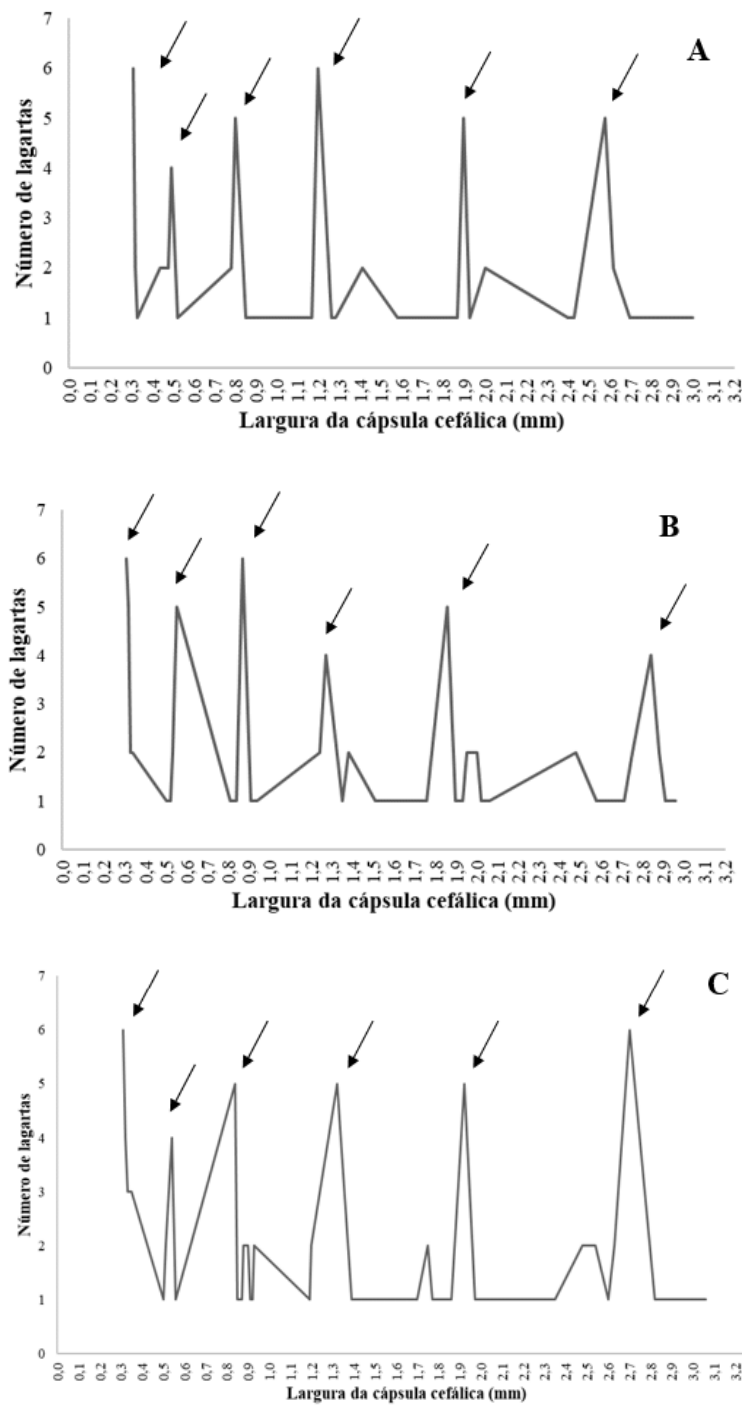 A
Número de lagartas
7
6
5
4
3
2
1
0
0,0 0,1 0,2 0,3 0,4 0,5 0,6 0,7 0,8 0,9 1,0 1,1 1,2 1,3 1,4 1,5 1,6 1,7 1,8 1,9 2,0 2,1 2,2 2,3 2,4 2,5 2,6 2,7 2,8 2,9 3,0 3,1 3,2
Largura da cápsula cefálica (mm)
B
Número de lagartas
7
6
5
4
3
2
1
0
0,0 0,1 0,2 0,3 0,4 0,5 0,6 0,7 0,8 0,9 1,0 1,1 1,2 1,3 1,4 1,5 1,6 1,7 1,8 1,9 2,0 2,1 2,2 2,3 2,4 2,5 2,6 2,7 2,8 2,9 3,0 3,1 3,2
Largura da cápsula cefálica (mm)
C
Número de lagartas
7
6
5
4
3
2
1
0
0,0 0,1 0,2 0,3 0,4 0,5 0,6 0,7 0,8 0,9 1,0 1,1 1,2 1,3 1,4 1,5 1,6 1,7 1,8 1,9 2,0 2,1 2,2 2,3 2,4 2,5 2,6 2,7 2,8 2,9 3,0 3,1 3,2
Largura da cápsula cefálica (mm)